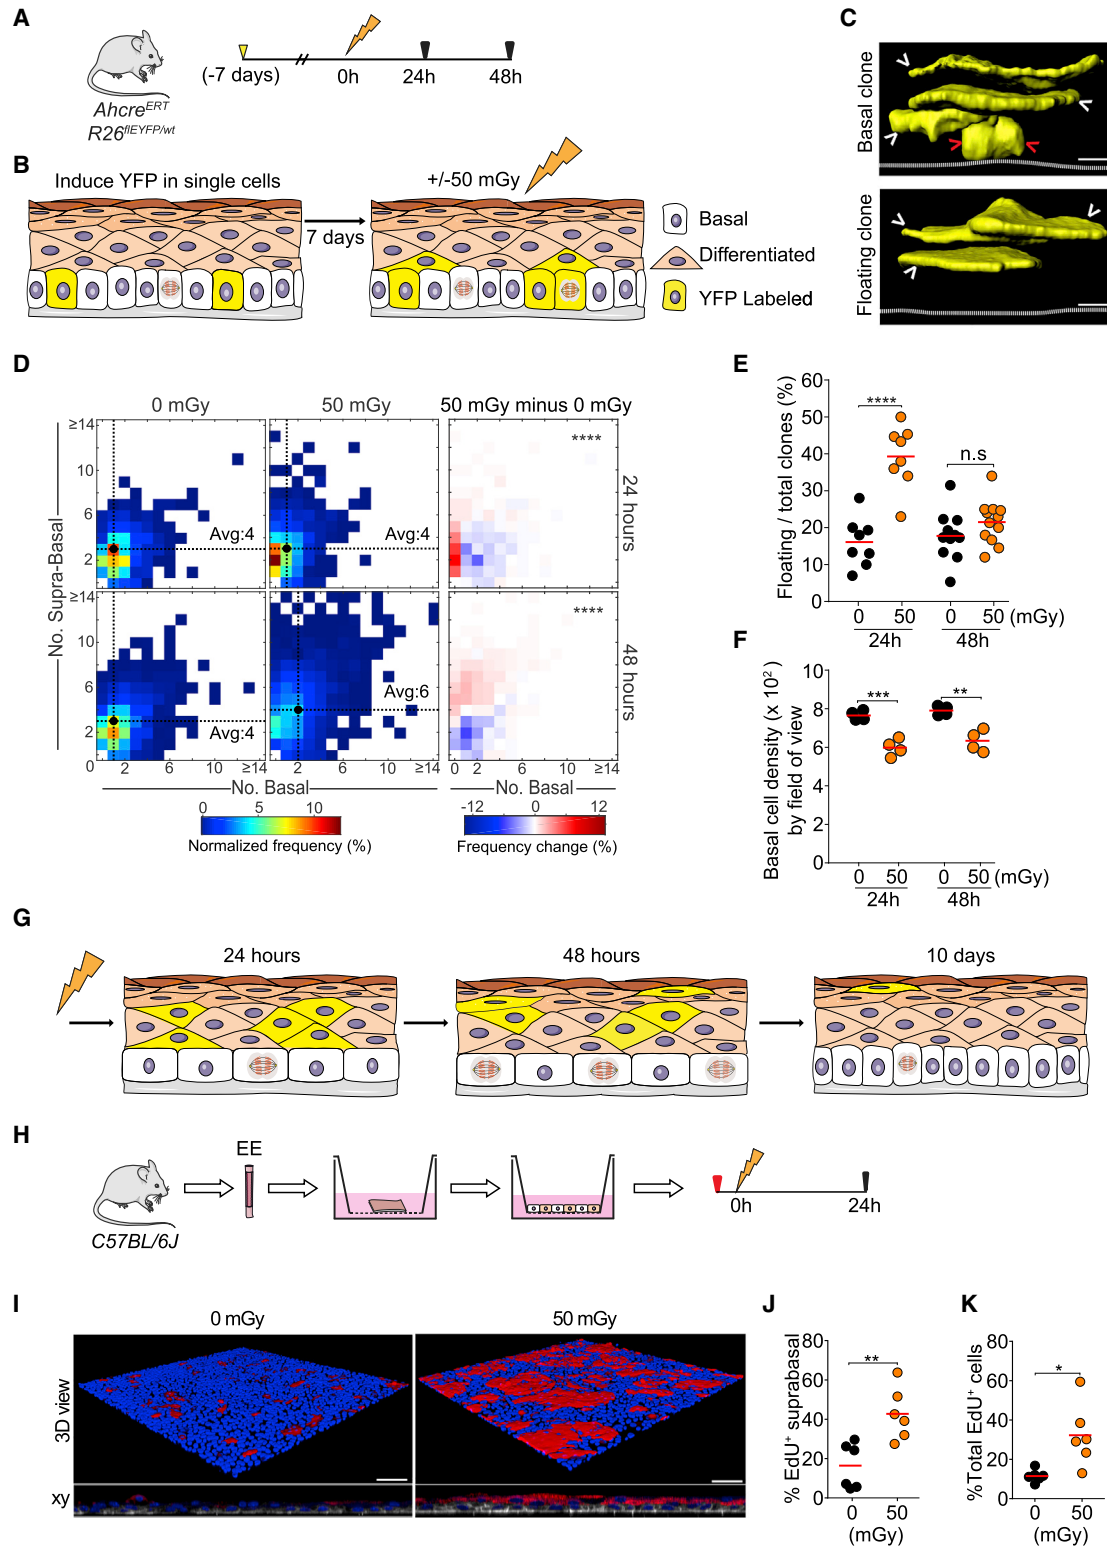 A
(-7 days)
0h
24h
48h
Ahcre^ERT
R26^flEYFP/wt
B
Induce YFP in single cells
7 days
+/-50 mGy
Basal
Differentiated
YFP Labeled
C
Basal clone
Floating clone
D
0 mGy
50 mGy
50 mGy minus 0 mGy
No. Supra-Basal
≥14
10
6
2
Avg:4
Avg:4
****
24 hours
≥14
10
6
2
0
Avg:4
Avg:6
****
48 hours
2
6
10
≥14
2
6
10
≥14
0
2
6
10
≥14
No. Basal
No. Basal
0
5
10
Normalized frequency (%)
-12
0
12
Frequency change (%)
E
Floating / total clones (%)
60
50
40
30
20
10
0
****
n.s
0
50
0
50
(mGy)
24h
48h
F
Basal cell density (x 10²)
by field of view
10
8
6
4
2
0
***
**
0
50
0
50
(mGy)
24h
48h
G
24 hours
48 hours
10 days
H
EE
C57BL/6J
0h
24h
I
0 mGy
50 mGy
3D view
xy
J
% EdU⁺ suprabasal
80
60
40
20
0
**
0
50
(mGy)
K
%Total EdU⁺ cells
80
60
40
20
0
*
0
50
(mGy)